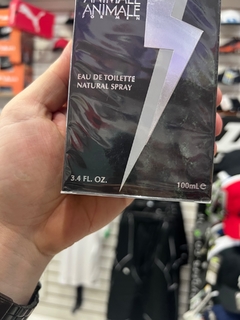 ANIMALE
ANIMALE
EAU DE TOILETTE
NATURAL SPRAY
3.4 FL. OZ.
100mL℮